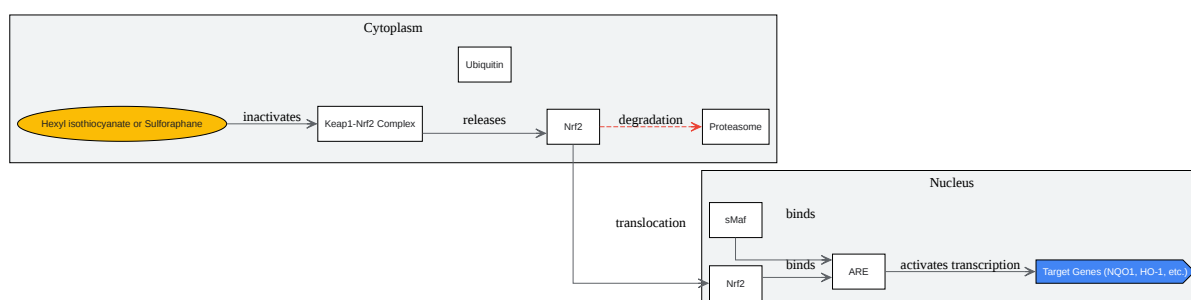 Cytoplasm
Ubiquitin
Hexyl isothiocyanate or Sulforaphane
inactivates
Keap1-Nrf2 Complex
releases
Nrf2
degradation
Proteasome
translocation
Nucleus
sMaf
binds
Nrf2
binds
ARE
activates transcription
Target Genes (NQO1, HO-1, etc.)